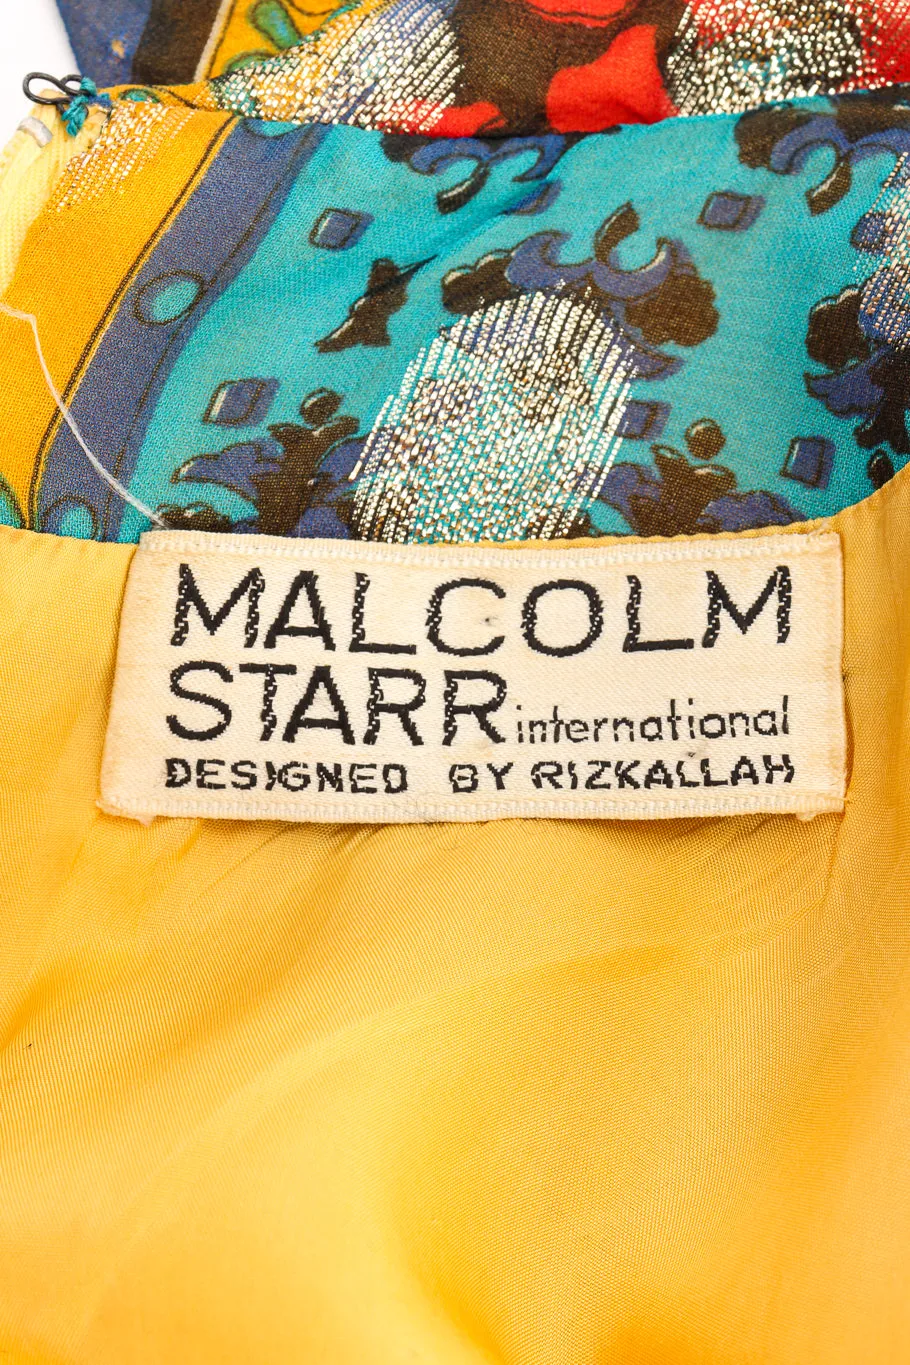 MALCOLM
STARR international
DESIGNED BY RIZKALLAH